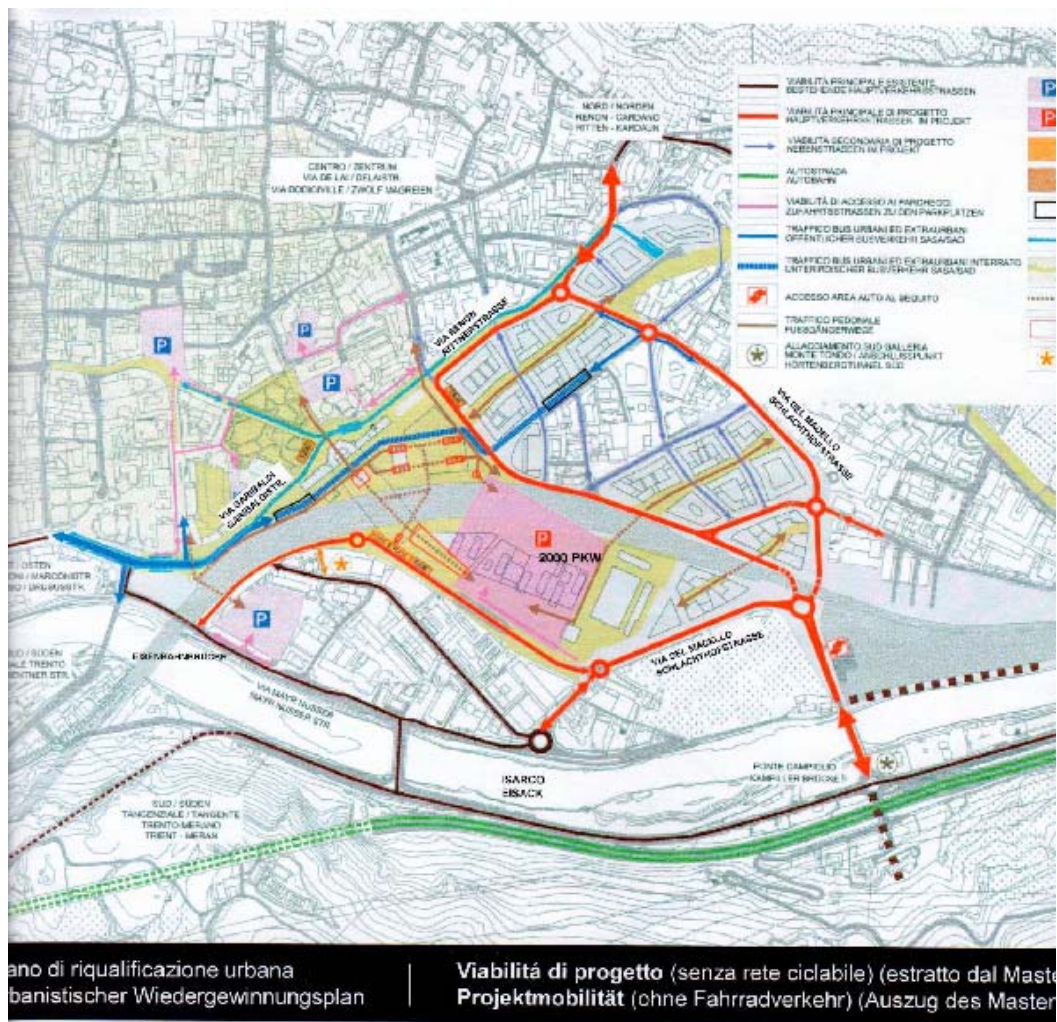 VIABILITÀ PRINCIPALE ESISTENTE
BESTEHENDE HAUPTVERKEHRSSTRASSEN
VIABILITÀ PRINCIPALE DI PROGETTO
HAUPTVERKEHRSSTRASSEN IM PROJEKT
VIABILITÀ SECONDARIA DI PROGETTO
NEBENSTRASSEN IM PROJEKT
AUTOSTRADA
AUTOBAHN
VIABILITÀ DI ACCESSO AI PARCHEGGI
ZUFAHRTSSTRASSEN ZU DEN PARKPLÄTZEN
TRAFFICO BUS URBANI ED EXTRAURBANI
ÖFFENTLICHER BUSVERKEHR SASA/SAD
TRAFFICO BUS URBANI ED EXTRAURBANI INTERRATO
UNTERIRDISCHER BUSVERKEHR SASA/SAD
ACCESSO AREA AUTO AL SEGUITO
TRAFFICO PEDONALE
FUSSGÄNGERWEGE
ALLACCIAMENTO SUD GALLERIA
MONTE TONDO / ANSCHLUSSPUNKT
HÖRTENBERGTUNNEL SÜD
P
P
NORD / NORDEN
RENON - CARDANO
RITTEN - KARDAUN
CENTRO / ZENTRUM
VIA DE LAI / DELAISTR.
VIA DODICIVILLE / ZWÖLF MAGREIEN
VIA RENON
RITTNERSTRASSE
P
P
P
VIA GARIBALDI
GARIBALDISTR.
VIA DEL MACELLO
SCHLACHTHOFSTRASSE
P
2000 PKW
OSTEN
P
EISENBAHNBRÜCKE
VIA DEL MACELLO
SCHLACHTHOFSTRASSE
VIA MAYR NUSSER
MAYR NUSSER STR.
ISARCO
EISACK
PONTE CAMPIGLIO
KAMPILLER BRÜCKE
SUD / SÜDEN
TANGENZIALE / TANGENTE
TRENTO-MERANO
TRIENT - MERAN
ano di riqualificazione urbana
banistischer Wiedergewinnungsplan
Viabilitá di progetto (senza rete ciclabile) (estratto dal Maste
Projektmobilität (ohne Fahrradverkehr) (Auszug des Master